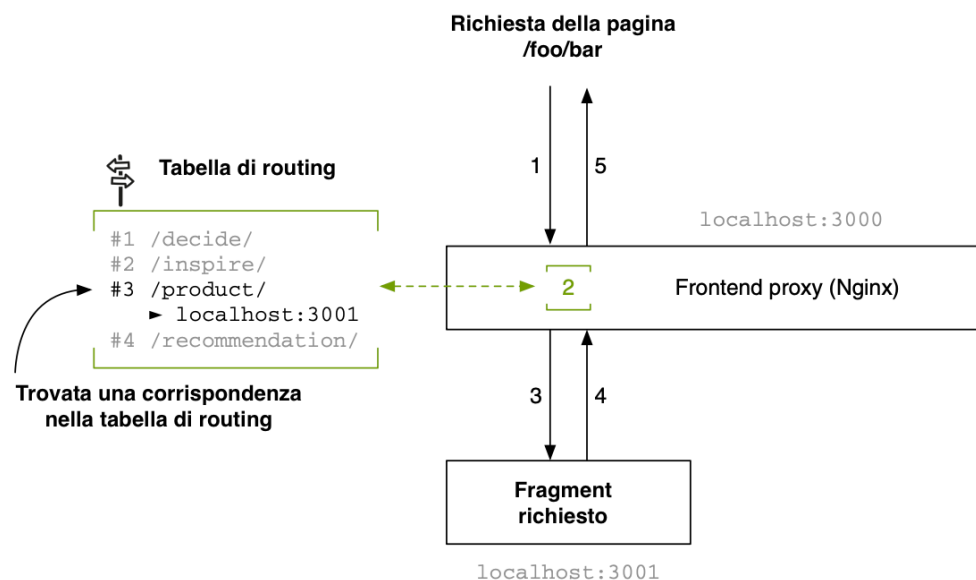 Richiesta della pagina
/foo/bar
1
5
Tabella di routing
localhost:3000
#1 /decide/
#2 /inspire/
#3 /product/
► localhost:3001
#4 /recommendation/
2
Frontend proxy (Nginx)
Trovata una corrispondenza
nella tabella di routing
3
4
Fragment
richiesto
localhost:3001